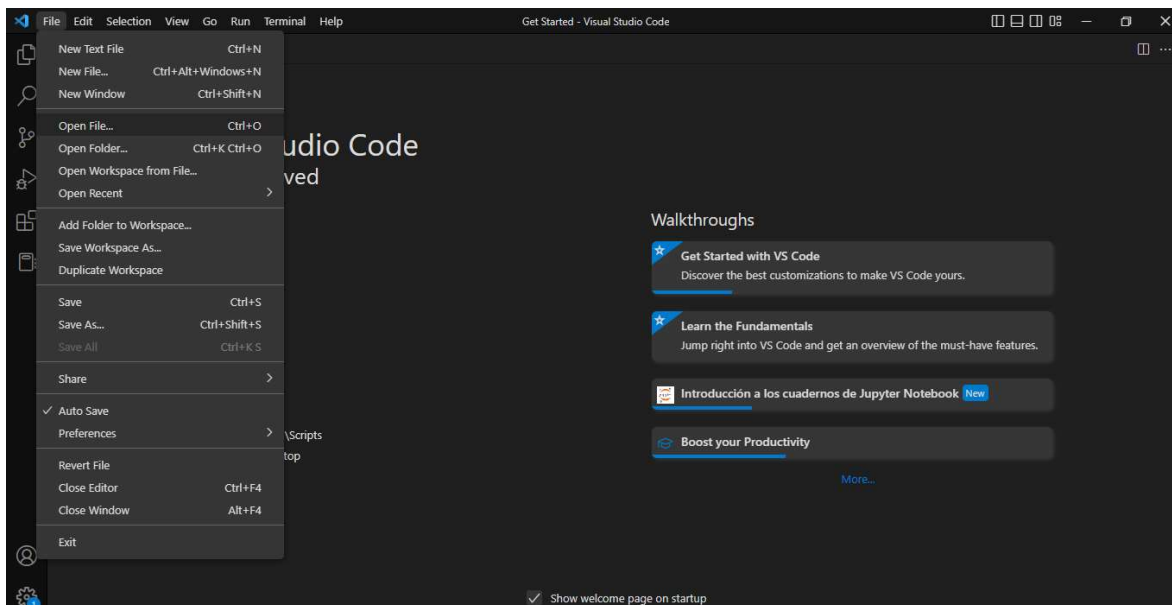 File Edit Selection View Go Run Terminal Help
Get Started - Visual Studio Code
New Text File Ctrl+N
New File... Ctrl+Alt+Windows+N
New Window Ctrl+Shift+N
Open File... Ctrl+O
Open Folder... Ctrl+K Ctrl+O
Open Workspace from File...
Open Recent
Add Folder to Workspace...
Save Workspace As...
Duplicate Workspace
Save Ctrl+S
Save As... Ctrl+Shift+S
Save All Ctrl+K S
Share
Auto Save
Preferences
Revert File
Close Editor Ctrl+F4
Close Window Alt+F4
Exit
udio Code
ved
\Scripts
top
Walkthroughs
Get Started with VS Code
Discover the best customizations to make VS Code yours.
Learn the Fundamentals
Jump right into VS Code and get an overview of the must-have features.
Introducción a los cuadernos de Jupyter Notebook New
Boost your Productivity
More...
Show welcome page on startup